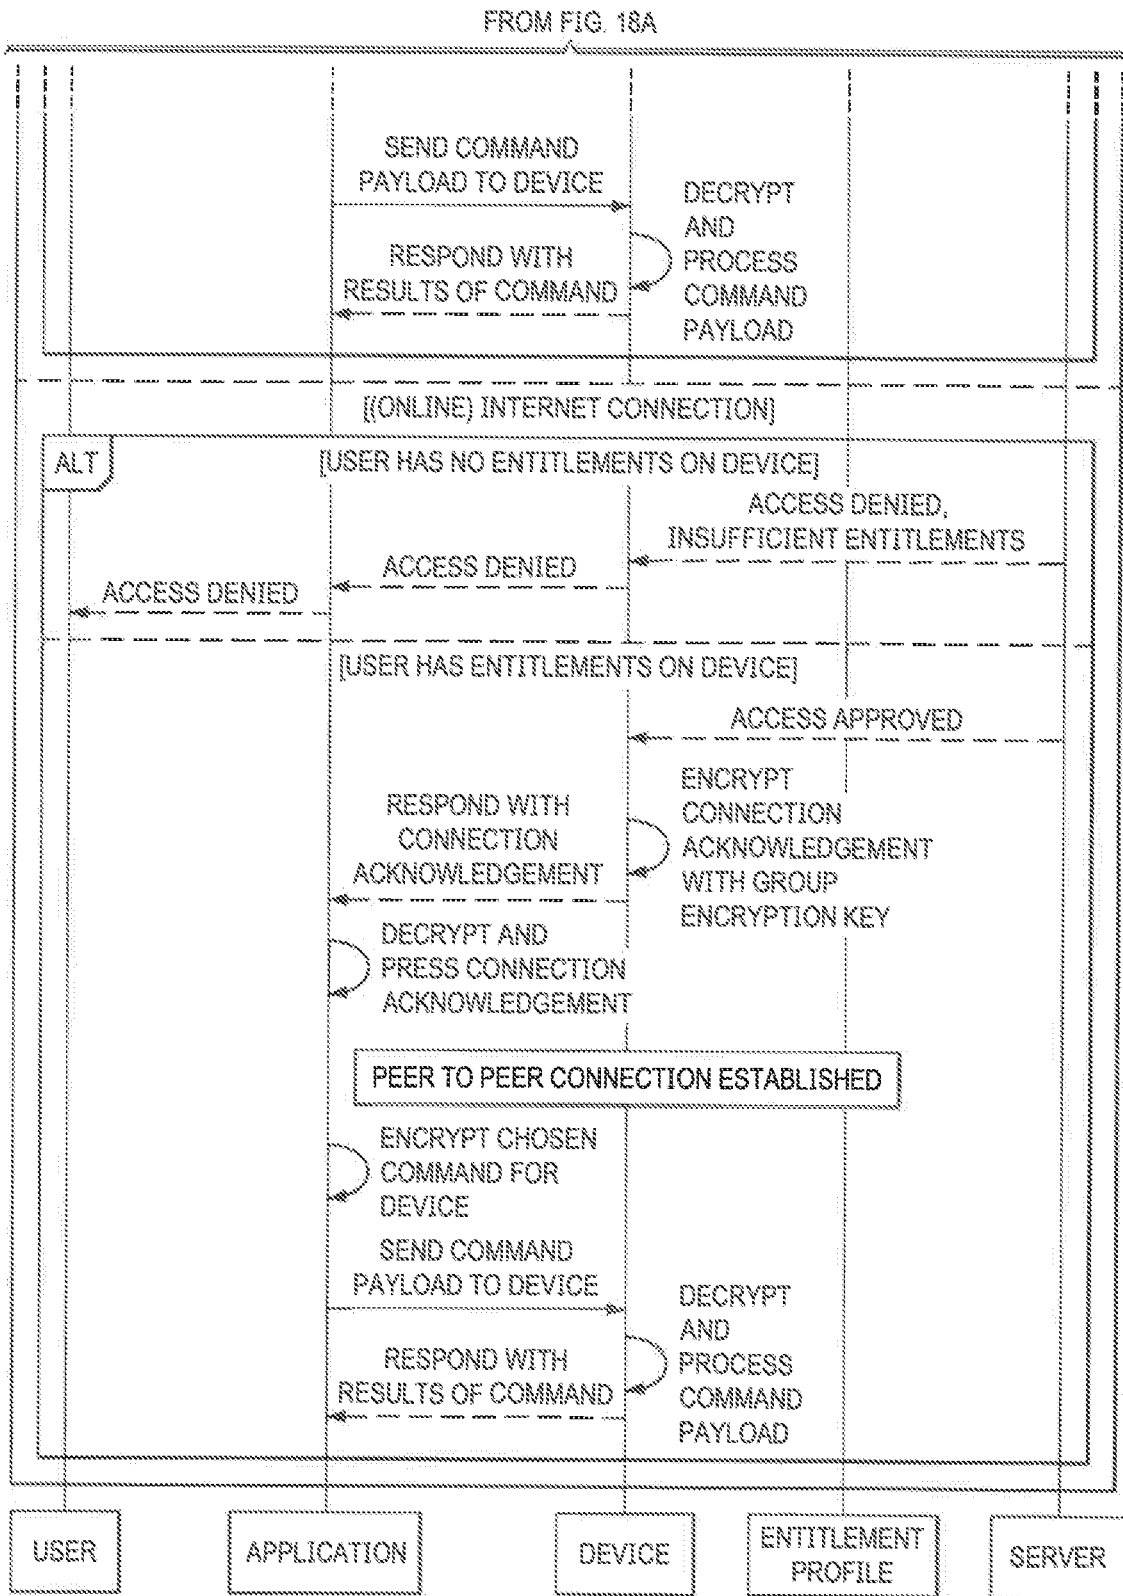 FROM FIG. 18A
SEND COMMAND
PAYLOAD TO DEVICE
DECRYPT
AND
PROCESS
COMMAND
PAYLOAD
RESPOND WITH
RESULTS OF COMMAND
[(ONLINE) INTERNET CONNECTION]
ALT
[USER HAS NO ENTITLEMENTS ON DEVICE]
ACCESS DENIED,
INSUFFICIENT ENTITLEMENTS
ACCESS DENIED
ACCESS DENIED
[USER HAS ENTITLEMENTS ON DEVICE]
ACCESS APPROVED
ENCRYPT
CONNECTION
ACKNOWLEDGEMENT
WITH GROUP
ENCRYPTION KEY
RESPOND WITH
CONNECTION
ACKNOWLEDGEMENT
DECRYPT AND
PRESS CONNECTION
ACKNOWLEDGEMENT
PEER TO PEER CONNECTION ESTABLISHED
ENCRYPT CHOSEN
COMMAND FOR
DEVICE
SEND COMMAND
PAYLOAD TO DEVICE
DECRYPT
AND
PROCESS
COMMAND
PAYLOAD
RESPOND WITH
RESULTS OF COMMAND
USER
APPLICATION
DEVICE
ENTITLEMENT
PROFILE
SERVER